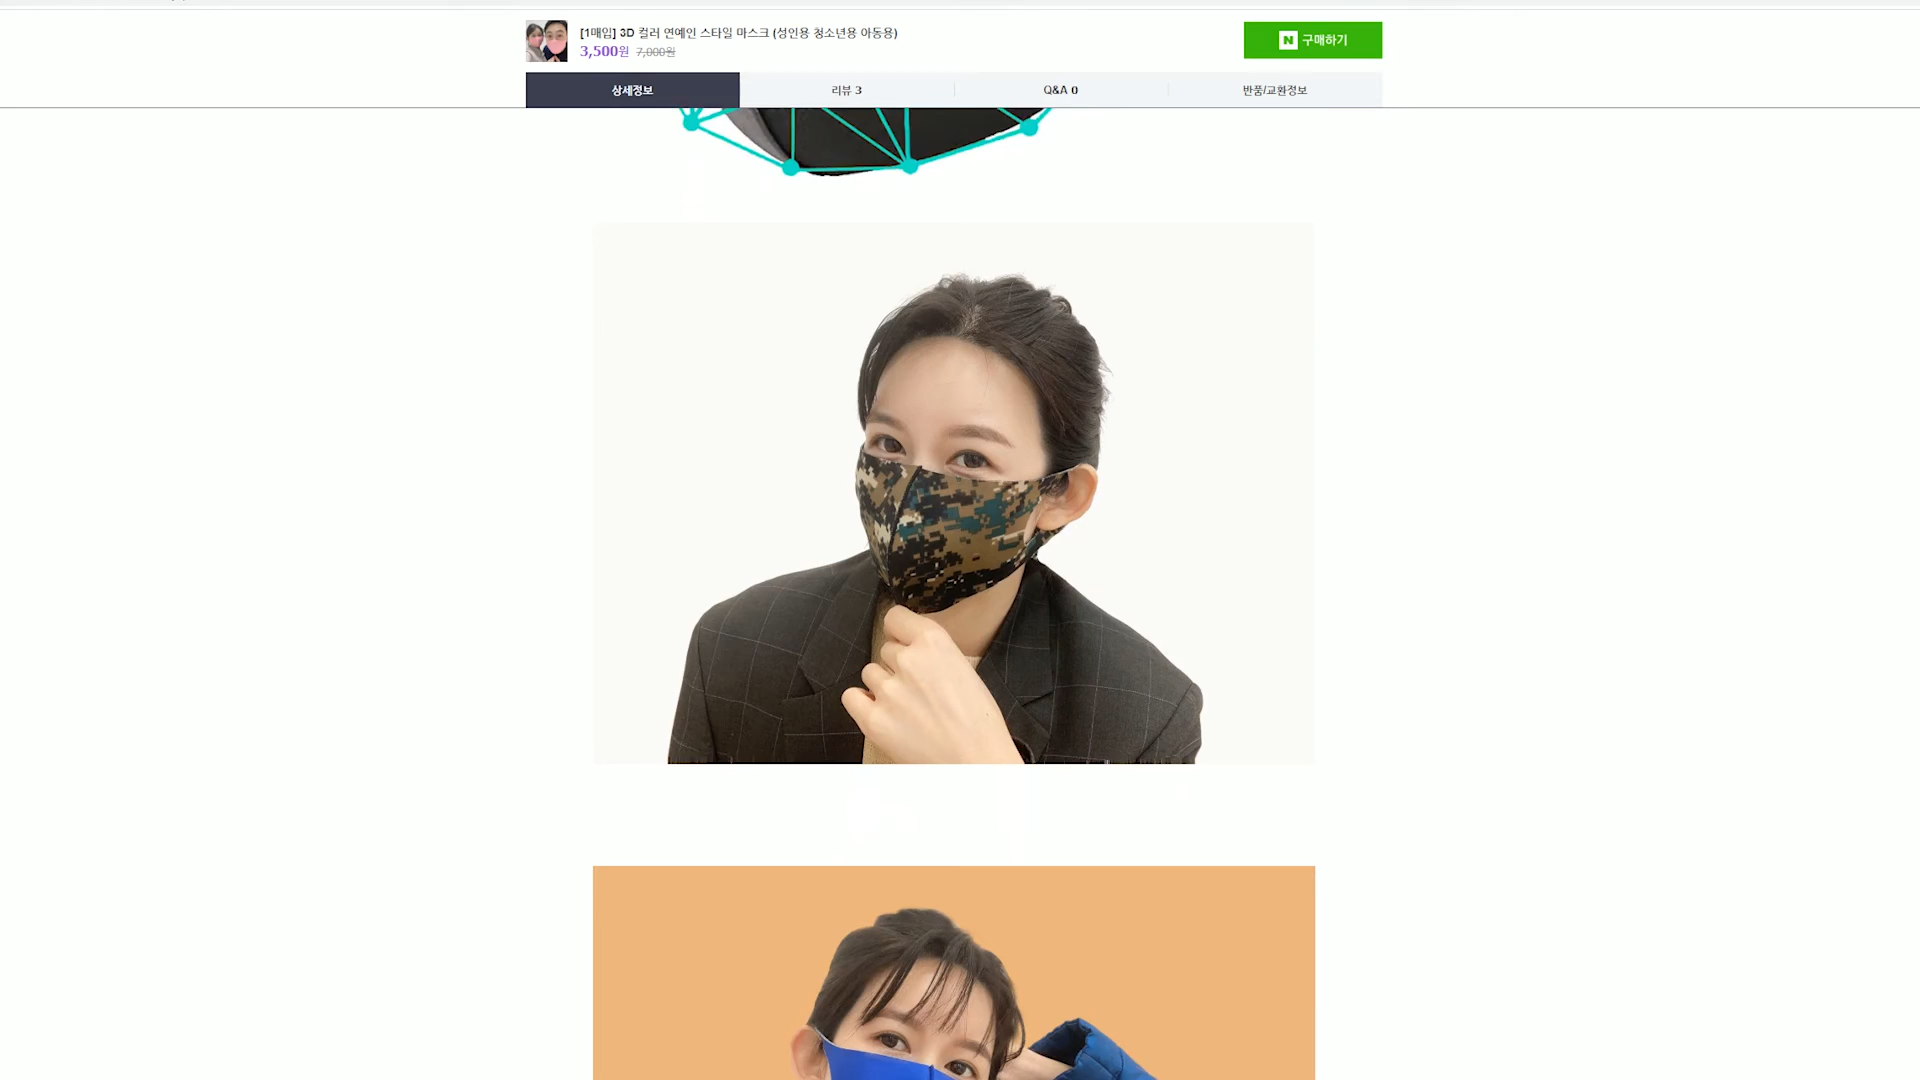 [1매입] 3D 컬러 연예인 스타일 마스크 (성인용 청소년용 아동용)
3,500원 7,000원
N 구매하기
상세정보 리뷰 3 Q&A 0 반품/교환정보